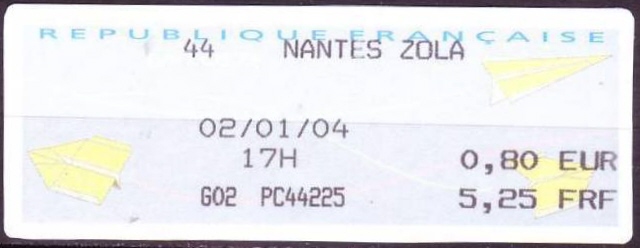 REPUBLIQUE FRANÇAISE
44 NANTES ZOLA
02/01/04
17H 0,80 EUR
G02 PC44225 5,25 FRF